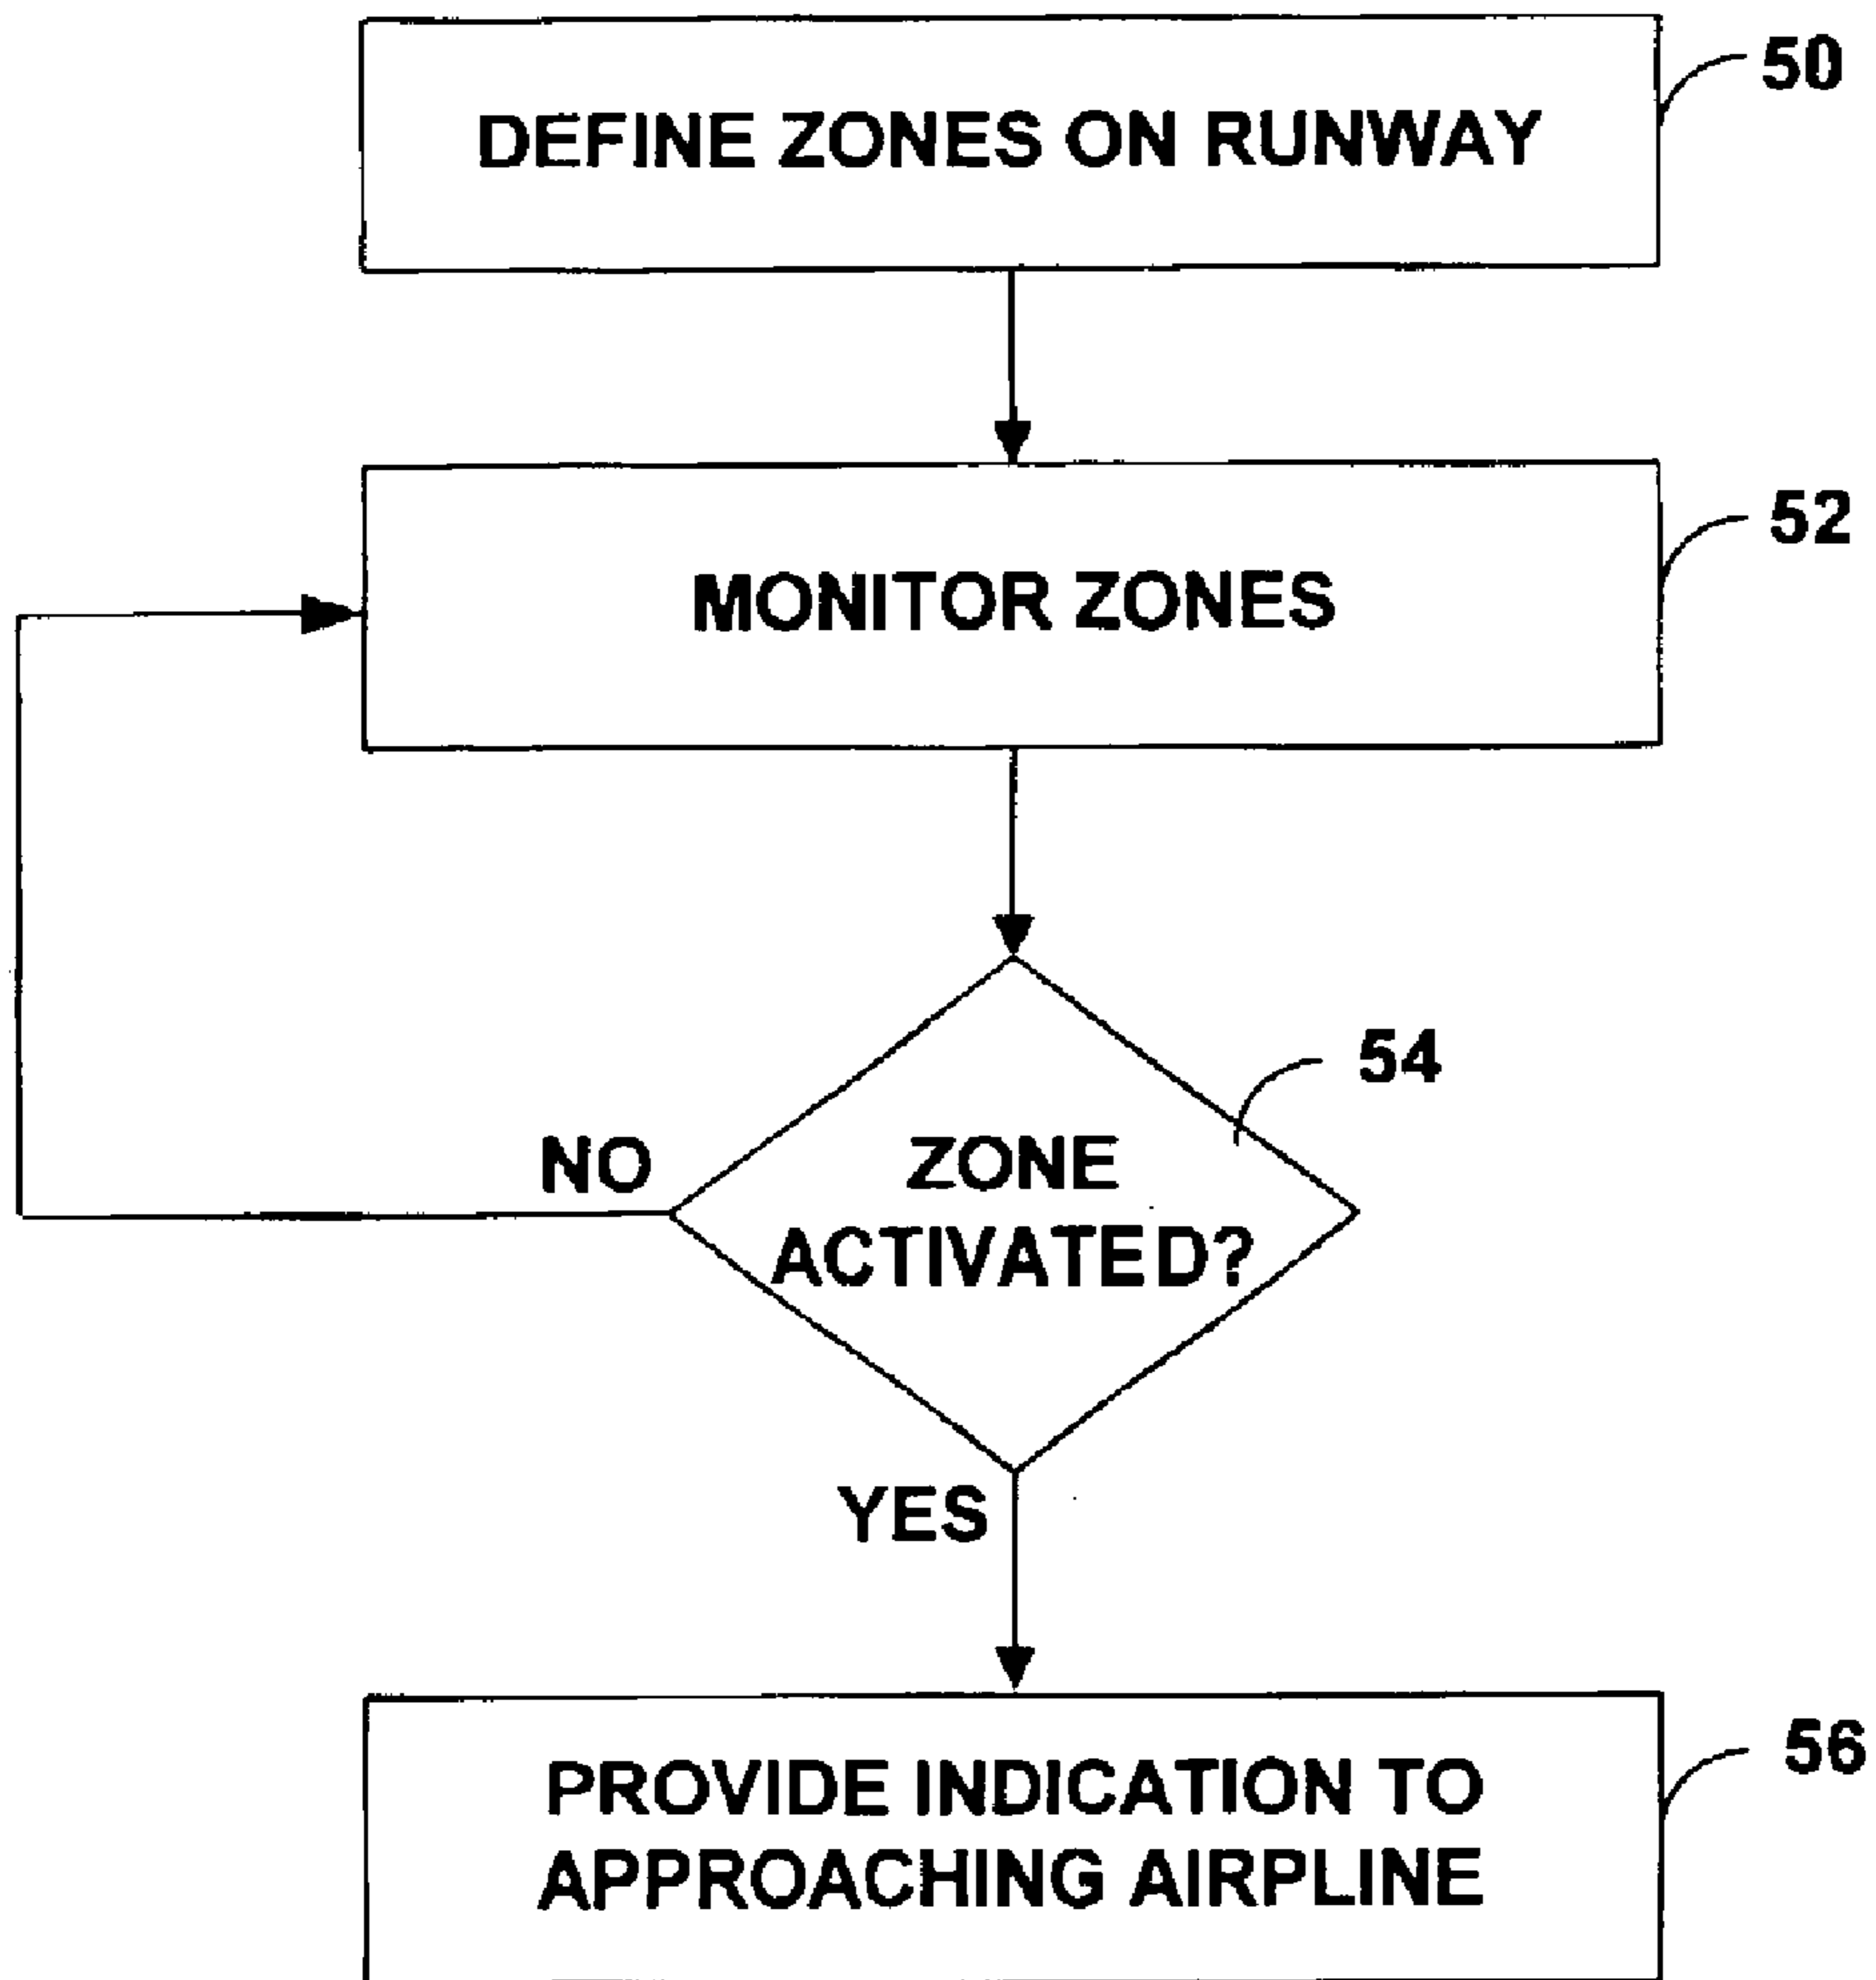 DEFINE ZONES ON RUNWAY
50
MONITOR ZONES
52
54
NO
ZONE
ACTIVATED?
YES
PROVIDE INDICATION TO
APPROACHING AIRPLINE
56